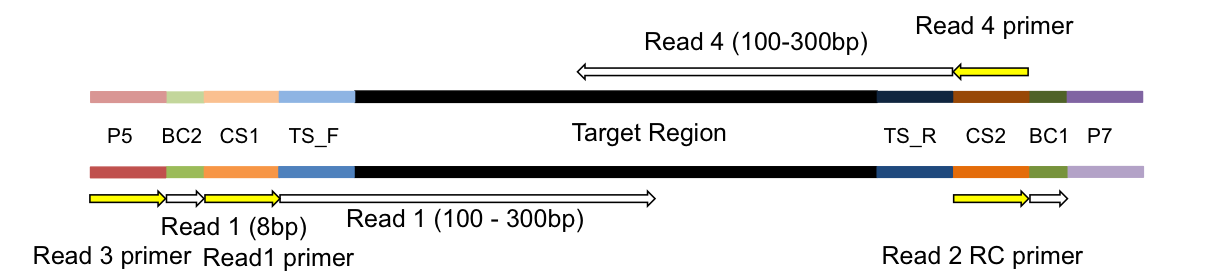 Read 4 primer
Read 4 (100-300bp)
P5 BC2 CS1 TS_F Target Region TS_R CS2 BC1 P7
Read 1 (8bp) Read 1 (100 - 300bp)
Read 3 primer Read1 primer Read 2 RC primer